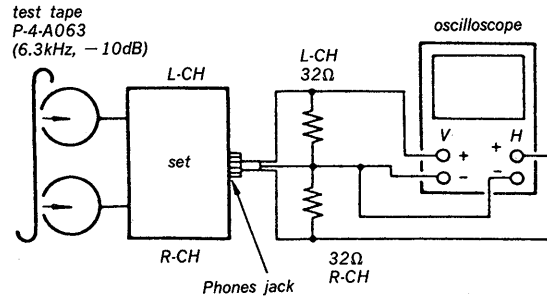 test tape
P-4-A063
(6.3kHz, −10dB)
oscilloscope
L-CH
L-CH
32Ω
V
H
+
+
−
−
set
R-CH
32Ω
R-CH
Phones jack